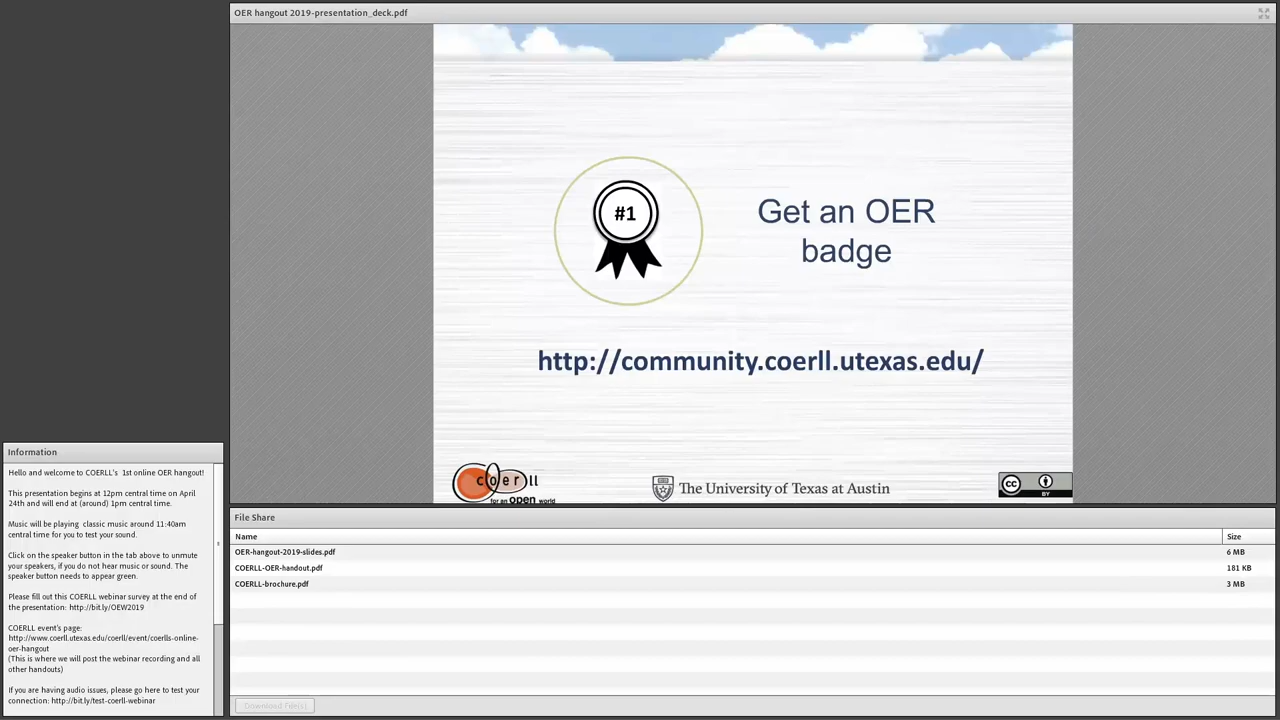 OER hangout 2019-presentation_deck.pdf
#1
Get an OER
badge
http://community.coerll.utexas.edu/
coerll
for an open world
The University of Texas at Austin
CC
BY
Information
Hello and welcome to COERLL's 1st online OER hangout!
This presentation begins at 12pm central time on April
24th and will end at (around) 1pm central time.
Music will be playing classic music around 11:40am
central time for you to test your sound.
Click on the speaker button in the tab above to unmute
your speakers, if you do not hear music or sound. The
speaker button needs to appear green.
Please fill out this COERLL webinar survey at the end of
the presentation: http://bit.ly/OEW2019
COERLL event's page:
http://www.coerll.utexas.edu/coerll/event/coerlls-online-
oer-hangout
(This is where we will post the webinar recording and all
other handouts)
If you are having audio issues, please go here to test your
connection: http://bit.ly/test-coerll-webinar
File Share
Name Size
OER-hangout-2019-slides.pdf 6 MB
COERLL-OER-handout.pdf 181 KB
COERLL-brochure.pdf 3 MB
Download File(s)